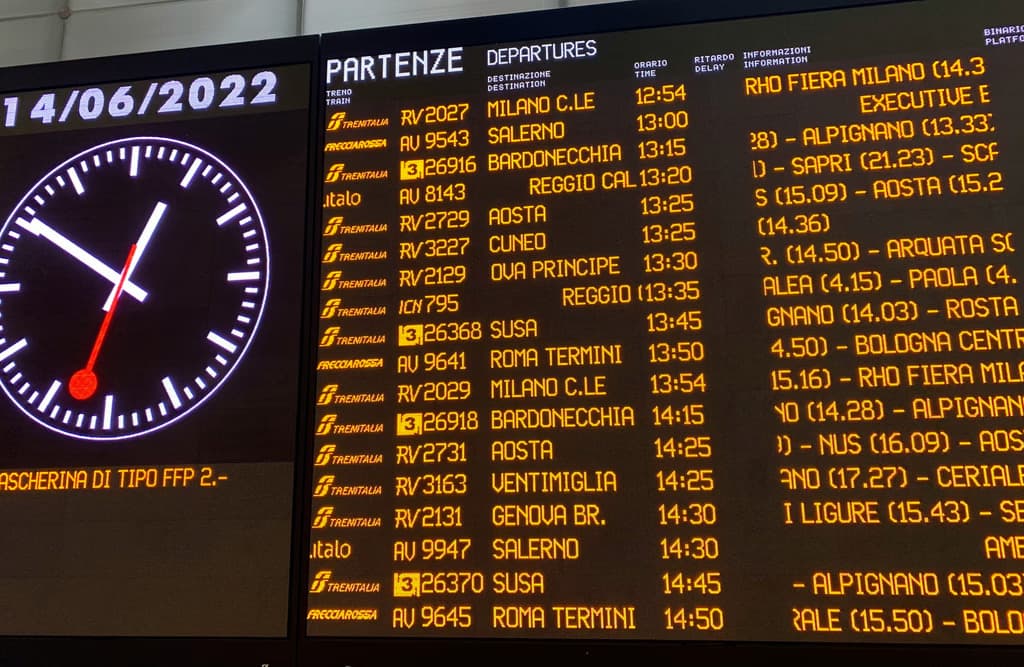 14/06/2022
ASCHERINA DI TIPO FFP 2.-
PARTENZE DEPARTURES
TRENO DESTINAZIONE ORARIO RITARDO INFORMAZIONI BINARIO
TRAIN DESTINATION TIME DELAY INFORMATION PLATFO
TRENITALIA RV 2027 MILANO C.LE 12:54 RHO FIERA MILANO (14.3
FRECCIAROSSA AV 9543 SALERNO 13:00 EXECUTIVE E
TRENITALIA 3 26916 BARDONECCHIA 13:15 28) - ALPIGNANO (13.33)
.italo AV 8143 REGGIO CAL 13:20 ) - SAPRI (21.23) - SCA
TRENITALIA RV 2729 AOSTA 13:25 S (15.09) - AOSTA (15.2
TRENITALIA RV 3227 CUNEO 13:25 (14.36)
TRENITALIA RV 2129 OVA PRINCIPE 13:30 R. (14.50) - ARQUATA SC
TRENITALIA ICN 795 REGGIO ( 13:35 ALEA (4.15) - PAOLA (4.
TRENITALIA 3 26368 SUSA 13:45 GNANO (14.03) - ROSTA
FRECCIAROSSA AV 9641 ROMA TERMINI 13:50 4.50) - BOLOGNA CENTR
TRENITALIA RV 2029 MILANO C.LE 13:54 15.16) - RHO FIERA MILA
TRENITALIA 3 26918 BARDONECCHIA 14:15 NO (14.28) - ALPIGNAN
TRENITALIA RV 2731 AOSTA 14:25 ) - NUS (16.09) - AOS
TRENITALIA RV 3163 VENTIMIGLIA 14:25 ANO (17.27) - CERIALE
TRENITALIA RV 2131 GENOVA BR. 14:30 I LIGURE (15.43) - SE
.italo AV 9947 SALERNO 14:30 AME
TRENITALIA 3 26370 SUSA 14:45 - ALPIGNANO (15.03
FRECCIAROSSA AV 9645 ROMA TERMINI 14:50 RALE (15.50) - BOLO